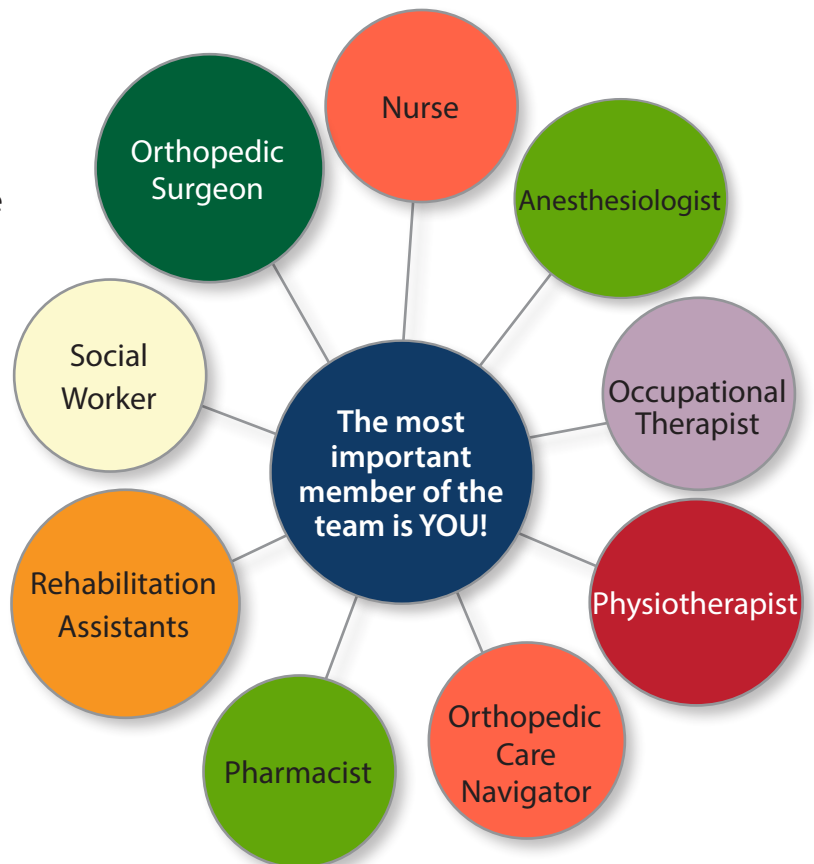 Nurse
Orthopedic
Surgeon
Anesthesiologist
e
Social
Worker
Occupational
Therapist
The most
important
member of the
team is YOU!
Rehabilitation
Assistants
Physiotherapist
Orthopedic
Care
Navigator
Pharmacist